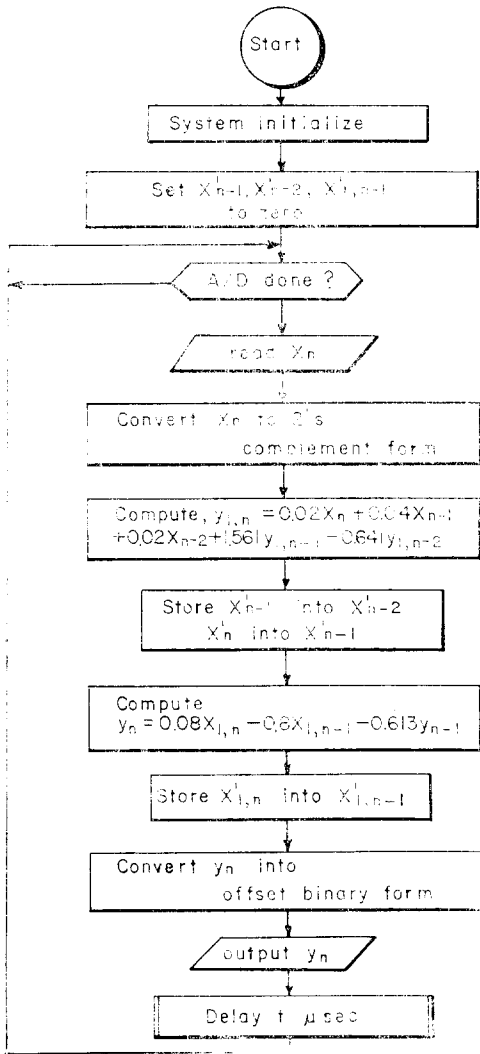 Start
System initialize
Set X'n-1, X'n-2, X'1,n-1
to zero
A/D done ?
read Xn
Convert Xn to 2's
complement form
Compute, y1,n = 0.02Xn + 0.04Xn-1
+0.02Xn-2 + 1.561y1,n-1 - 0.641y1,n-2
Store X'n-1 into X'n-2
X'n into X'n-1
Compute
yn = 0.08X1,n - 0.8X1,n-1 - 0.613yn-1
Store X'1,n into X'1,n-1
Convert yn into
offset binary form
output yn
Delay t μsec